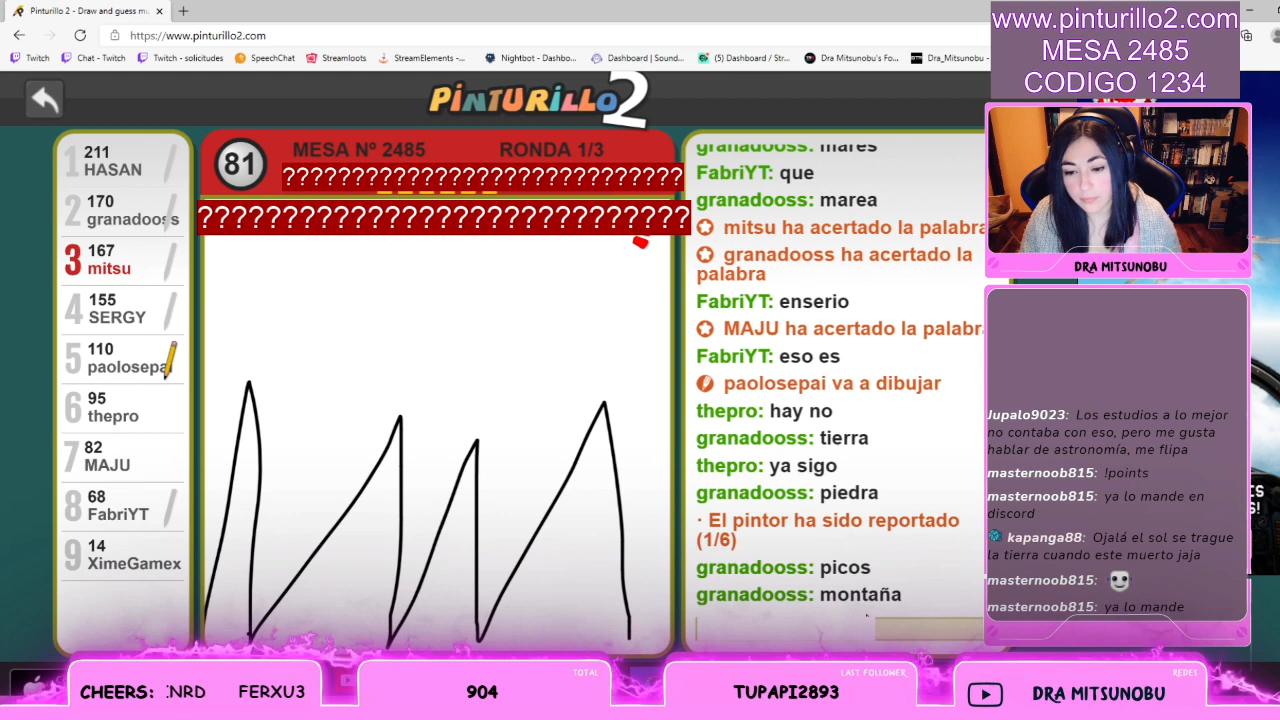 Pinturillo 2 - Draw and guess mu
https://www.pinturillo2.com
Twitch
Chat - Twitch
Twitch - solicitudes
SpeechChat
Streamloots
StreamElements -...
Nightbot - Dashbo...
Dashboard | Sound...
(5) Dashboard / Str...
Dra Mitsunobu's Fo...
Dra_Mitsunobu -
www.pinturillo2.com
MESA 2485
CODIGO 1234
PINTURILLO2
1 211 HASAN
2 170 granadooss
3 167 mitsu
4 155 SERGY
5 110 paolosepai
6 95 thepro
7 82 MAJU
8 68 FabriYT
9 14 XimeGamex
81 MESA Nº 2485 RONDA 1/3
?????????????????????????????
?????????????????????????????
granadooss: mares
FabriYT: que
granadooss: marea
mitsu ha acertado la palabra
granadooss ha acertado la
palabra
FabriYT: enserio
MAJU ha acertado la palabra
FabriYT: eso es
paolosepai va a dibujar
thepro: hay no
granadooss: tierra
thepro: ya sigo
granadooss: piedra
· El pintor ha sido reportado
(1/6)
granadooss: picos
granadooss: montaña
DRA MITSUNOBU
Jupalo9023: Los estudios a lo mejor
no contaba con eso, pero me gusta
hablar de astronomía, me flipa
masternoob815: !points
masternoob815: ya lo mande en
discord
kapanga88: Ojalá el sol se trague
la tierra cuando este muerto jaja
masternoob815:
masternoob815: ya lo mande
CHEERS: NRD FERXU3
TOTAL
904
LAST FOLLOWER
TUPAPI2893
REDES
DRA MITSUNOBU